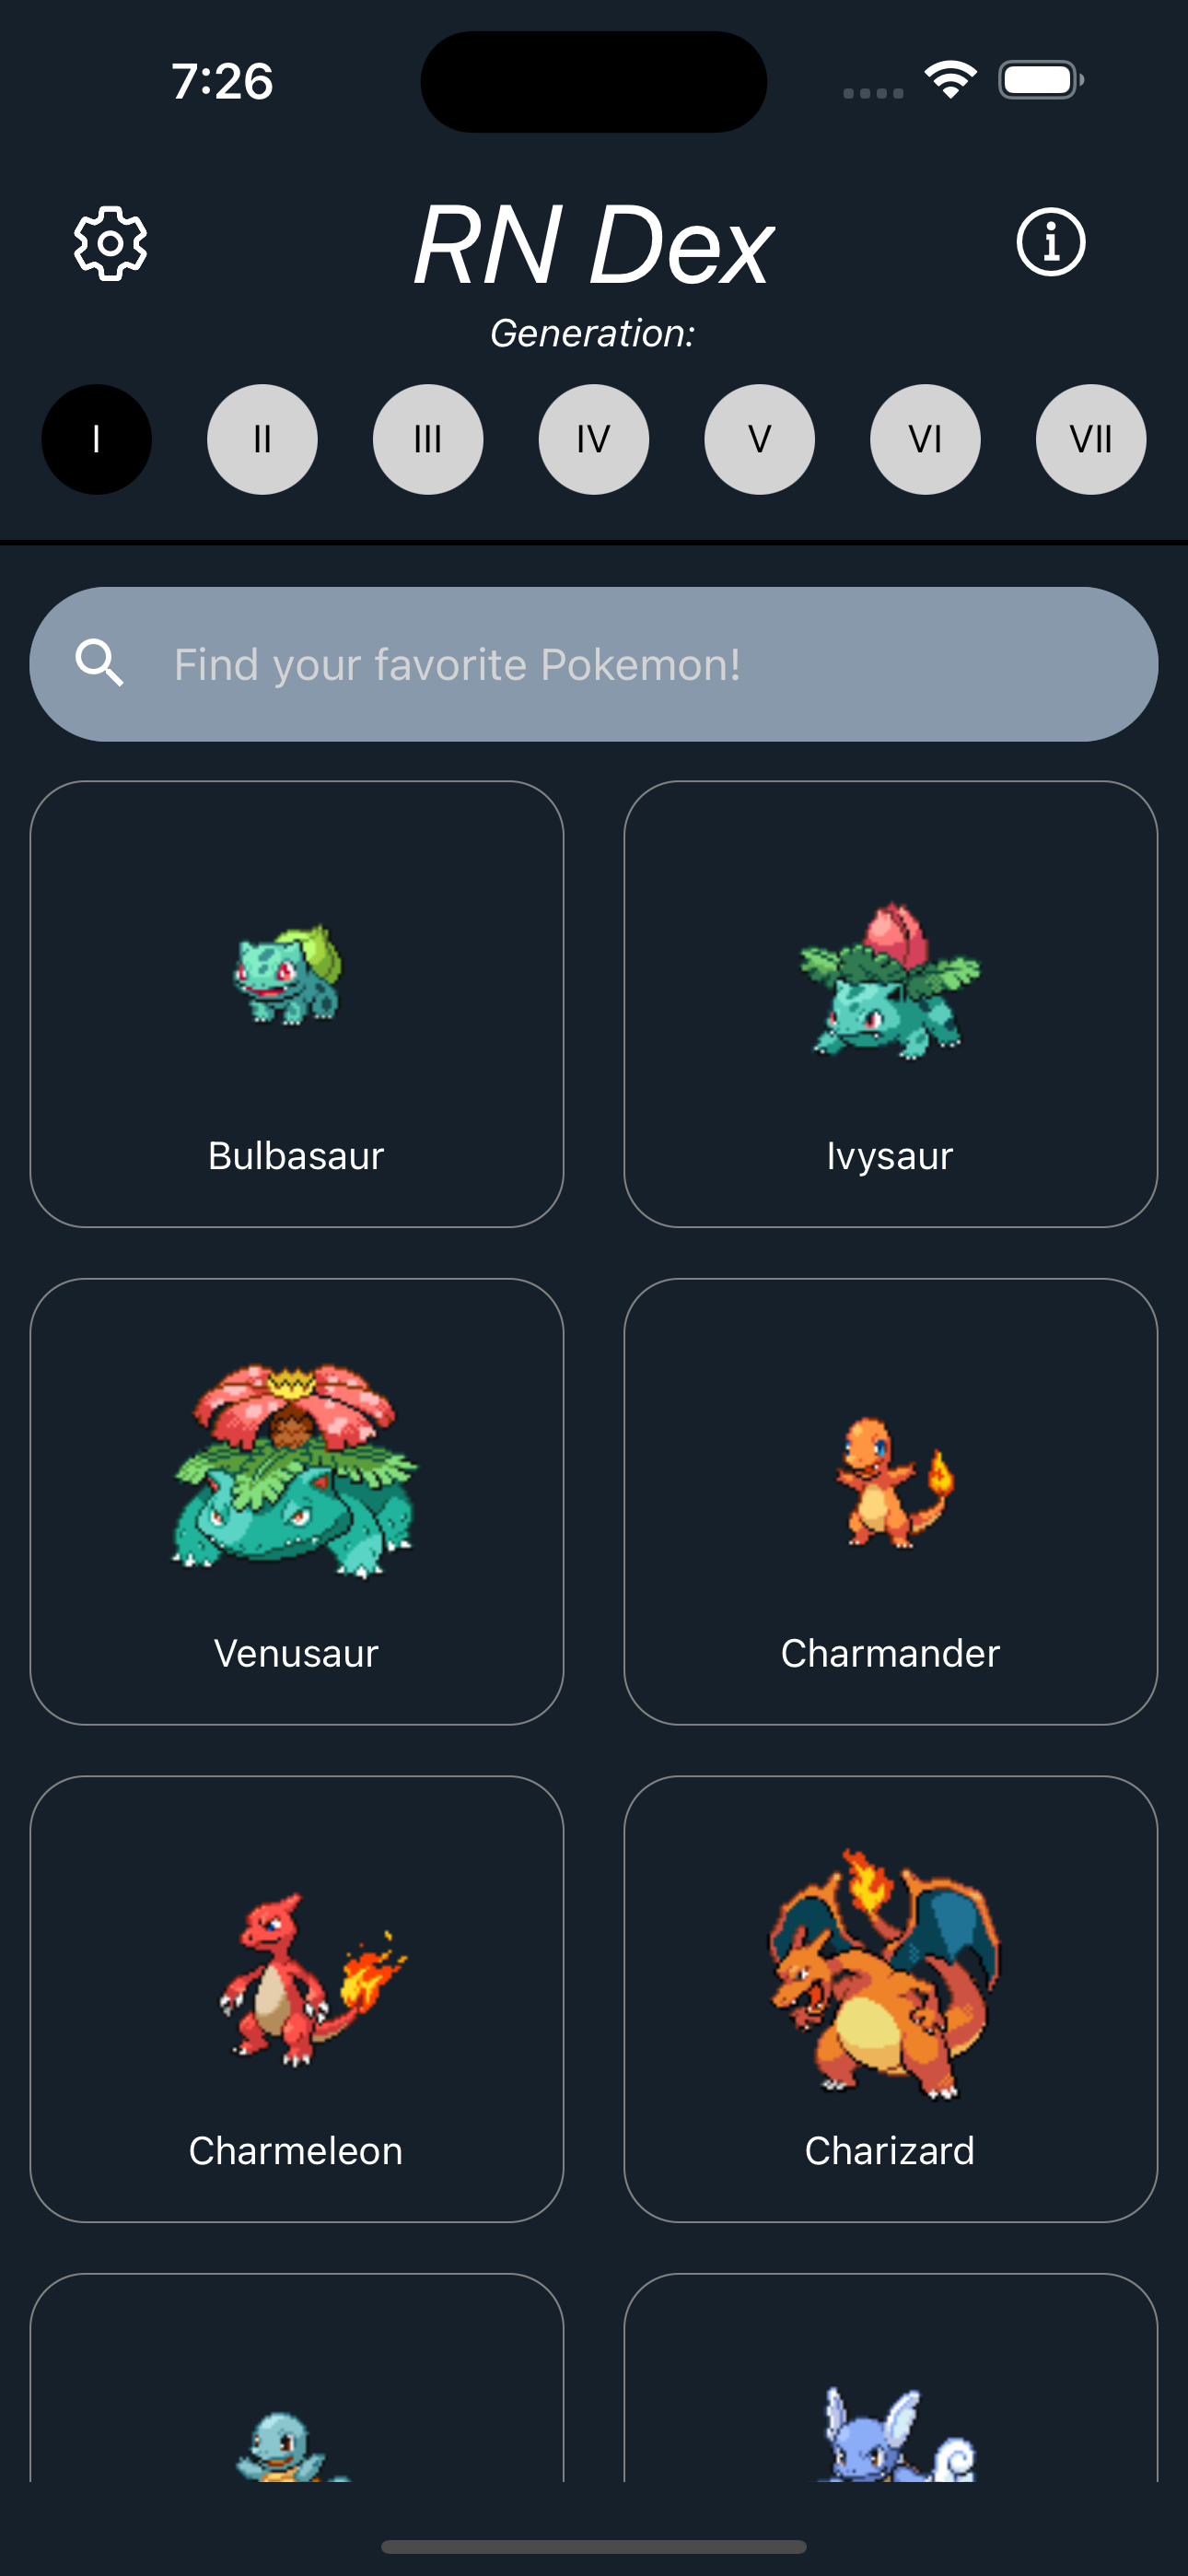 7:26
RN Dex
Generation:
I II III IV V VI VII
Find your favorite Pokemon!
Bulbasaur Ivysaur
Venusaur Charmander
Charmeleon Charizard